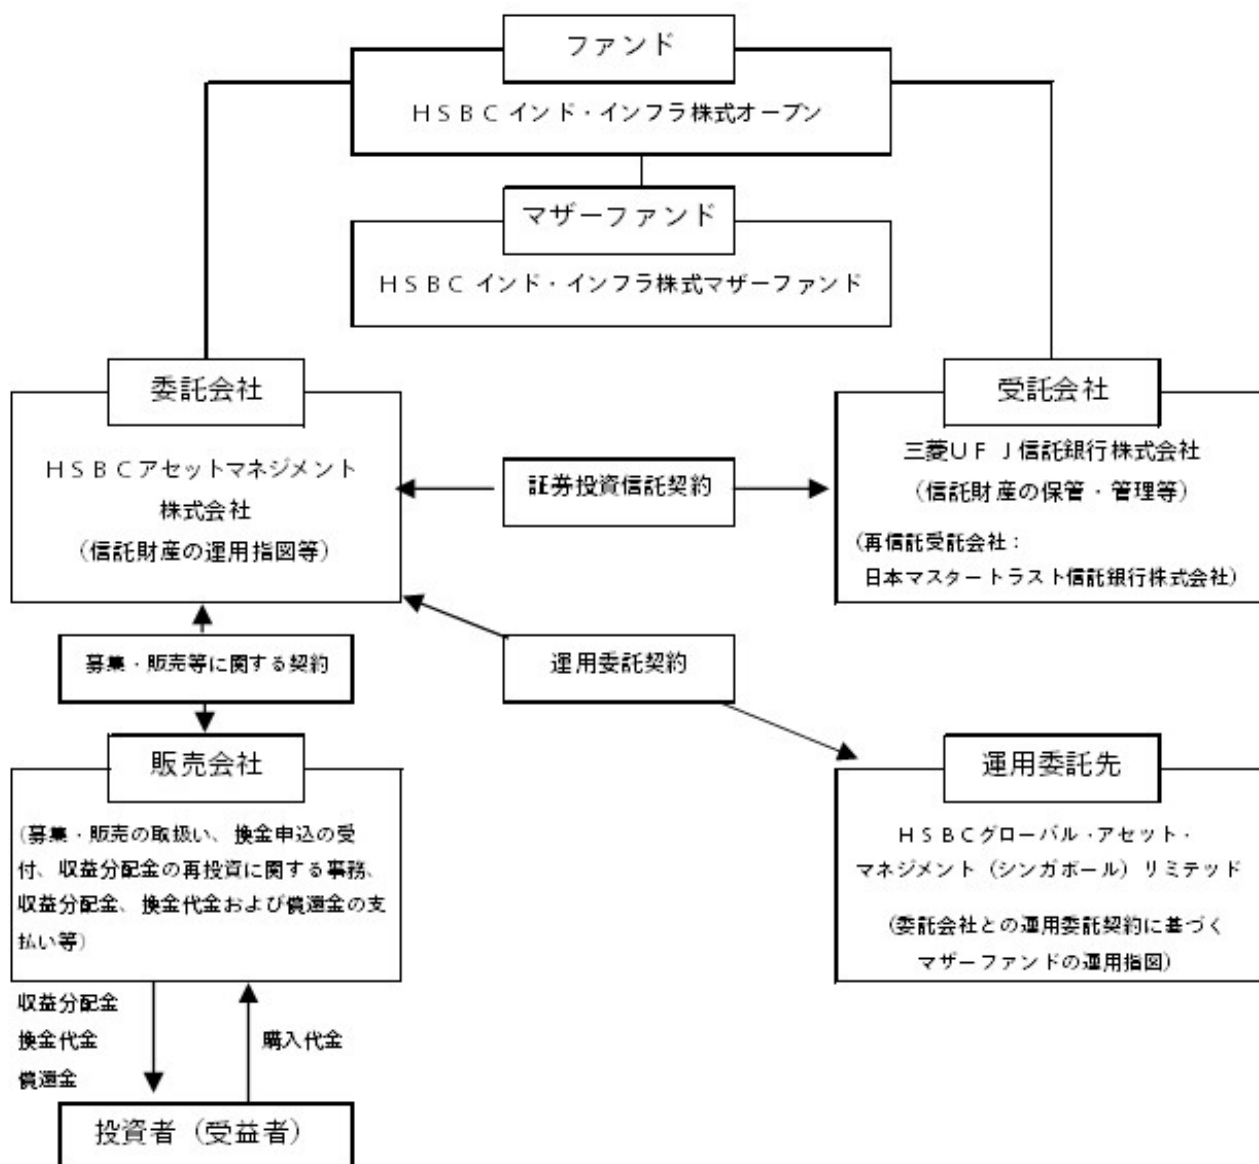 ファンド
HSBC インド・インフラ株式オープン
マザーファンド
HSBC インド・インフラ株式マザーファンド
委託会社
HSBCアセットマネジメント
株式会社
（信託財産の運用指図等）
証券投資信託契約
受託会社
三菱UFJ信託銀行株式会社
（信託財産の保管・管理等）
（再信託受託会社：
日本マスタートラスト信託銀行株式会社）
募集・販売等に関する契約
運用委託契約
販売会社
（募集・販売の取扱い、換金申込の受
付、収益分配金の再投資に関する事務、
収益分配金、換金代金および償還金の支
払い等）
運用委託先
HSBCグローバル・アセット・
マネジメント（シンガポール）リミテッド
（委託会社との運用委託契約に基づく
マザーファンドの運用指図）
収益分配金
換金代金
償還金
購入代金
投資者（受益者）